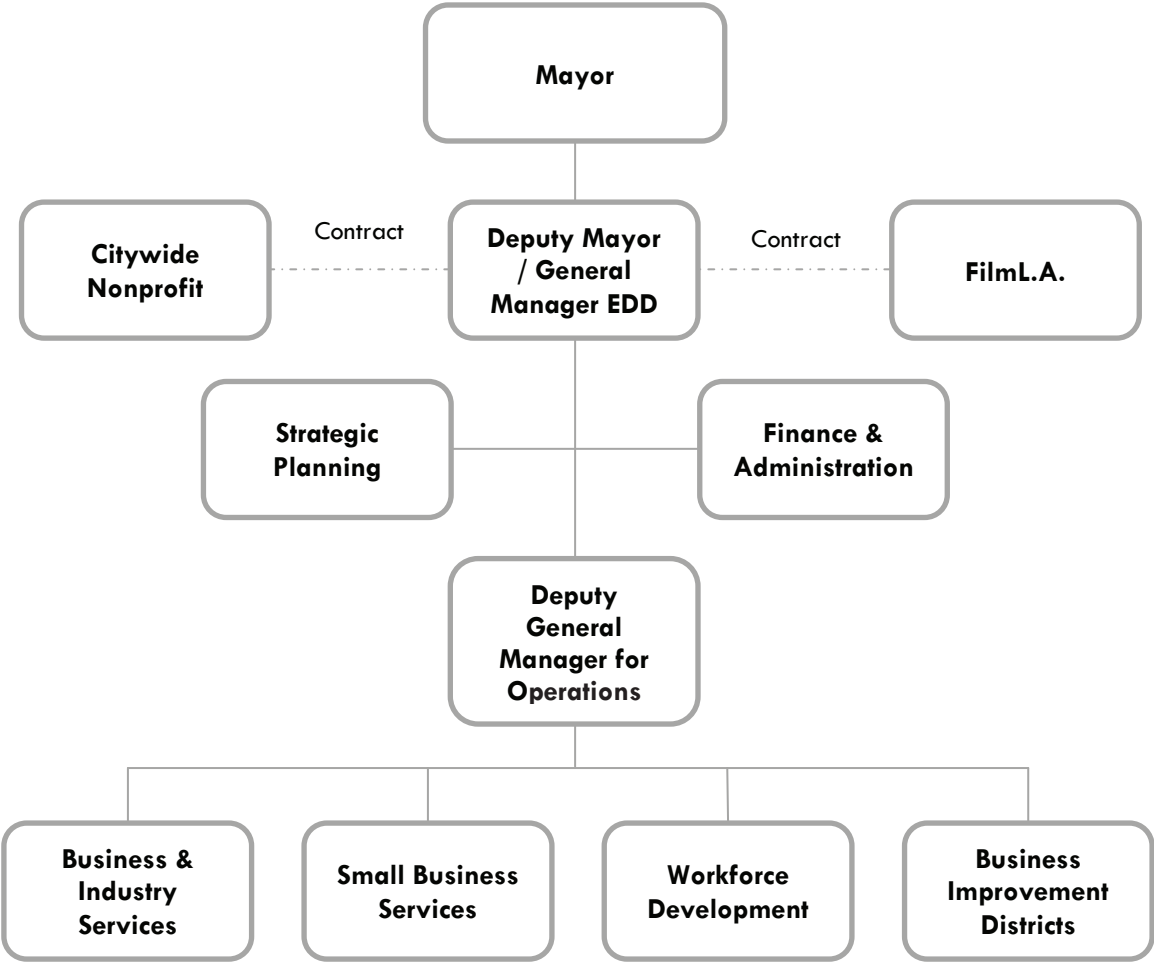 Mayor
Citywide
Nonprofit
Contract
Deputy Mayor
/ General
Manager EDD
Contract
FilmL.A.
Strategic
Planning
Finance &
Administration
Deputy
General
Manager for
Operations
Business &
Industry
Services
Small Business
Services
Workforce
Development
Business
Improvement
Districts